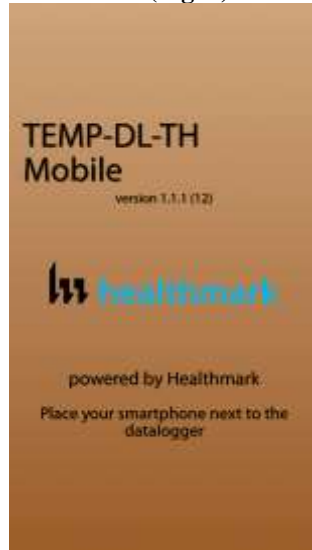 TEMP-DL-TH
Mobile
version 1.1.1 (12)
hm healthmark
powered by Healthmark
Place your smartphone next to the
datalogger